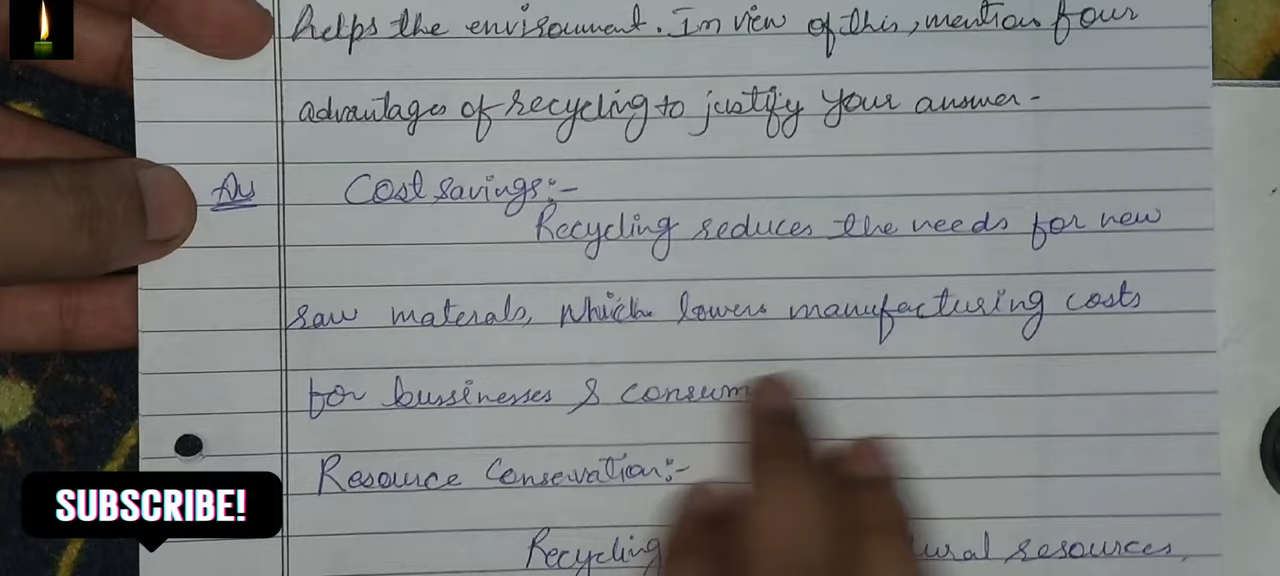 helps the environment. In view of this, mention four
advantages of recycling to justify your answer-
Ans Cost savings:-
Recycling reduces the needs for new
raw materals, which lowers manufacturing costs
for bussinesses & consum
Resource Conservation:-
Recycling resources,
SUBSCRIBE!